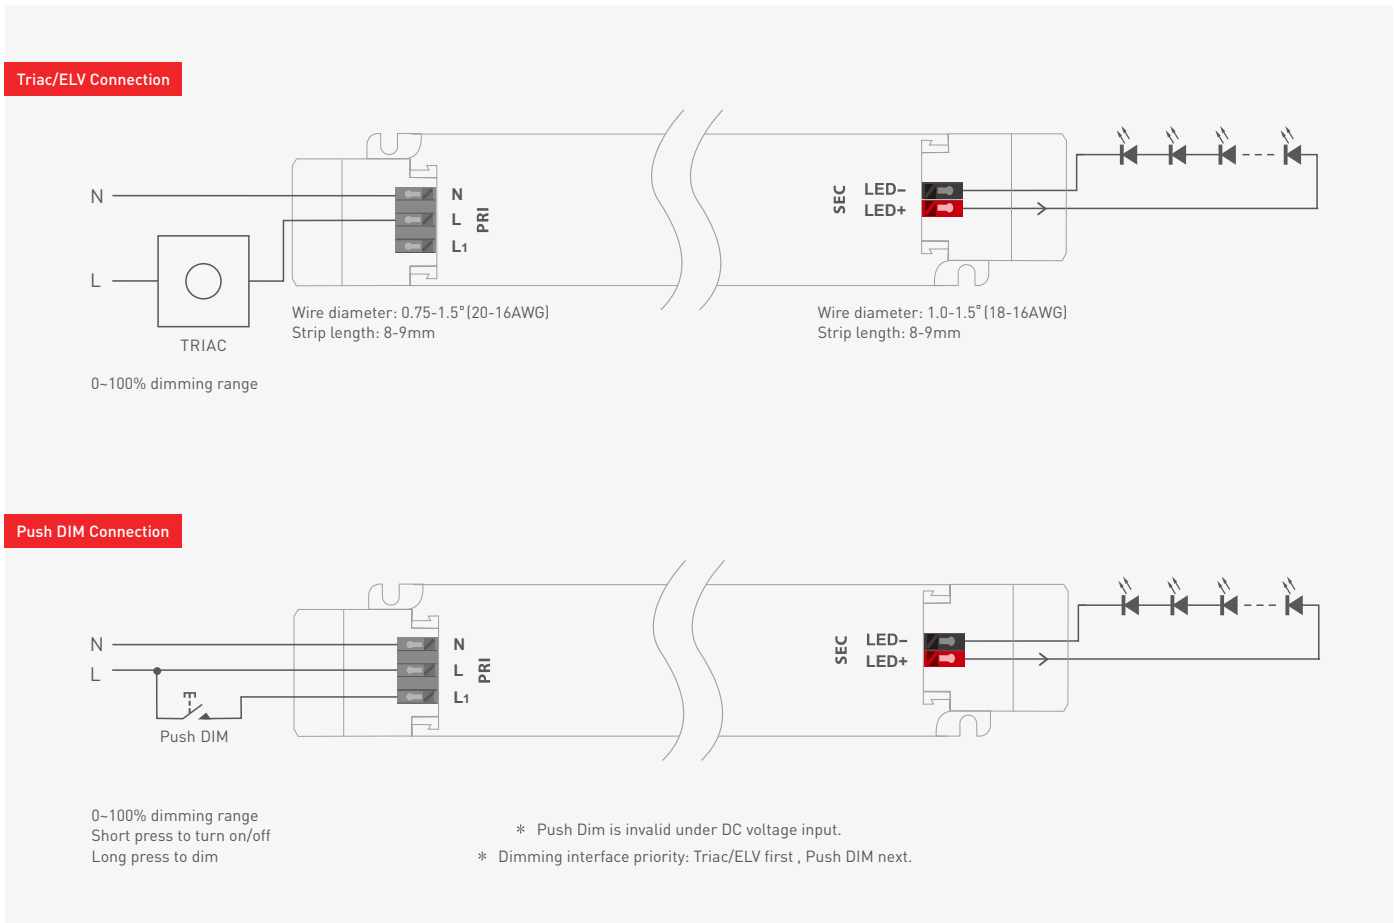 Triac/ELV Connection
N
L
TRIAC
0~100% dimming range
N
L
L1
PRI
Wire diameter: 0.75-1.5□(20-16AWG)
Strip length: 8-9mm
SEC
LED-
LED+
Wire diameter: 1.0-1.5□(18-16AWG)
Strip length: 8-9mm
Push DIM Connection
N
L
Push DIM
N
L
L1
PRI
SEC
LED-
LED+
0~100% dimming range
Short press to turn on/off
Long press to dim
* Push Dim is invalid under DC voltage input.
* Dimming interface priority: Triac/ELV first , Push DIM next.